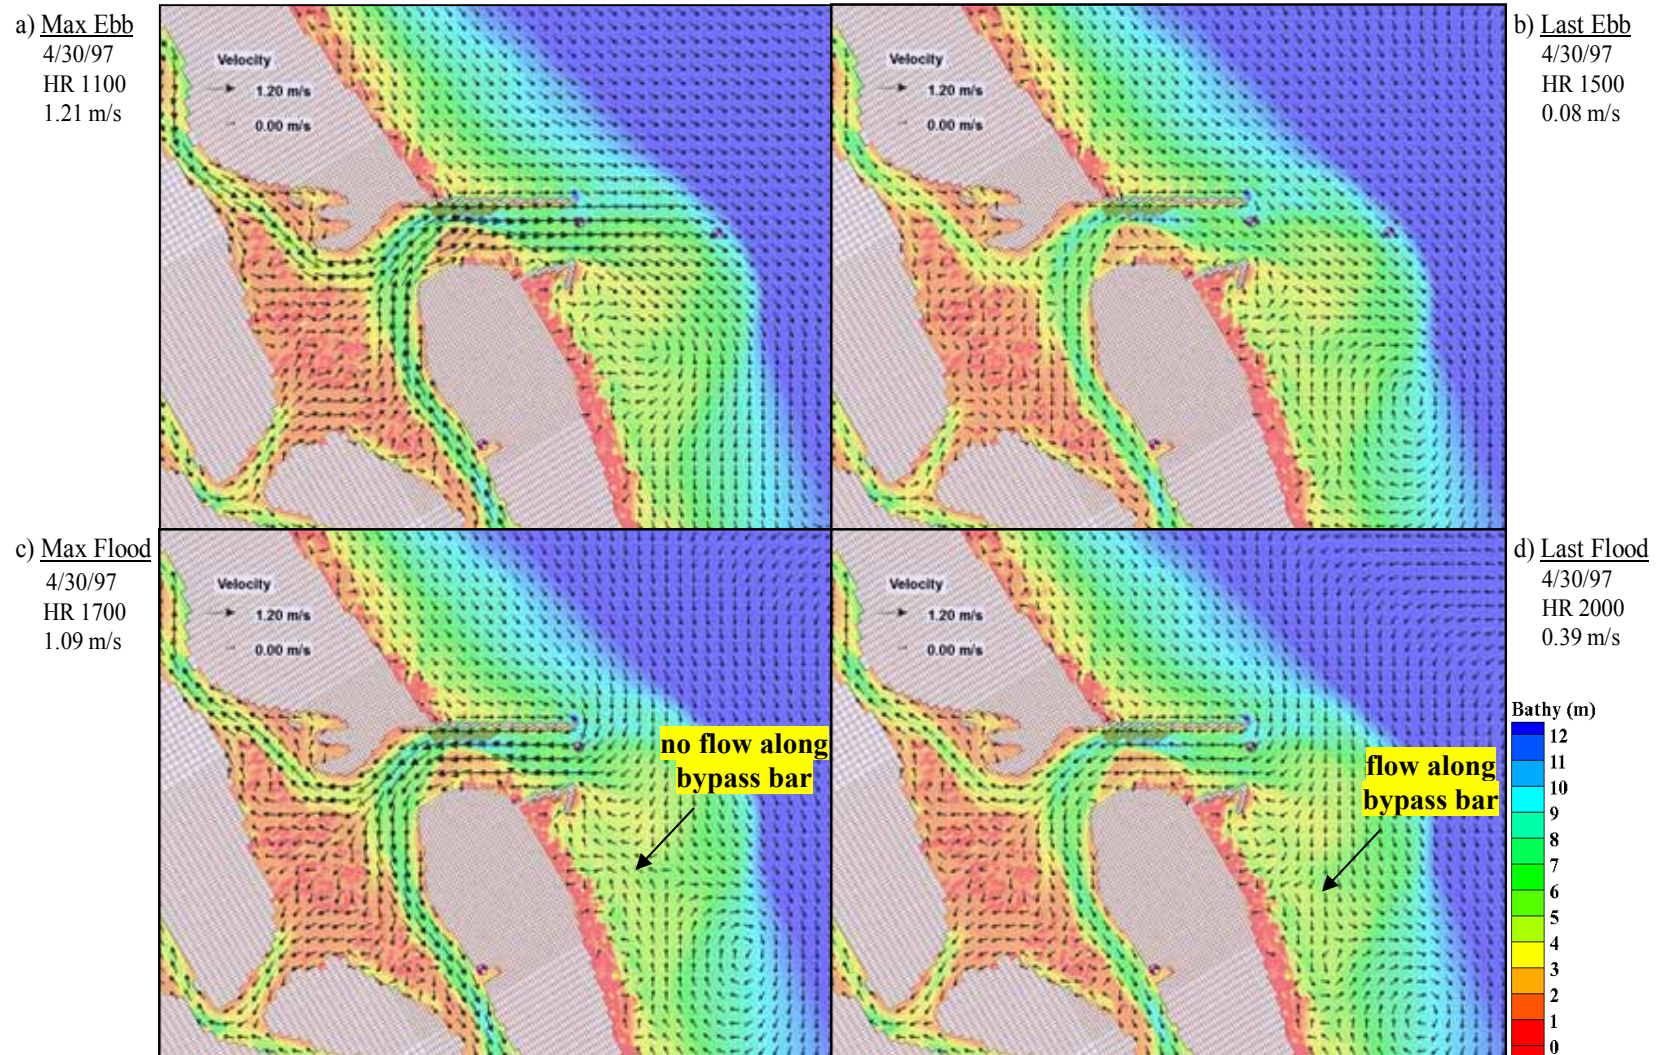 a) Max Ebb
4/30/97
HR 1100
1.21 m/s
Velocity
1.20 m/s
0.00 m/s
b) Last Ebb
4/30/97
HR 1500
0.08 m/s
Velocity
1.20 m/s
0.00 m/s
c) Max Flood
4/30/97
HR 1700
1.09 m/s
Velocity
1.20 m/s
0.00 m/s
no flow along
bypass bar
d) Last Flood
4/30/97
HR 2000
0.39 m/s
Velocity
1.20 m/s
0.00 m/s
flow along
bypass bar
Bathy (m)
12
11
10
9
8
7
6
5
4
3
2
1
0